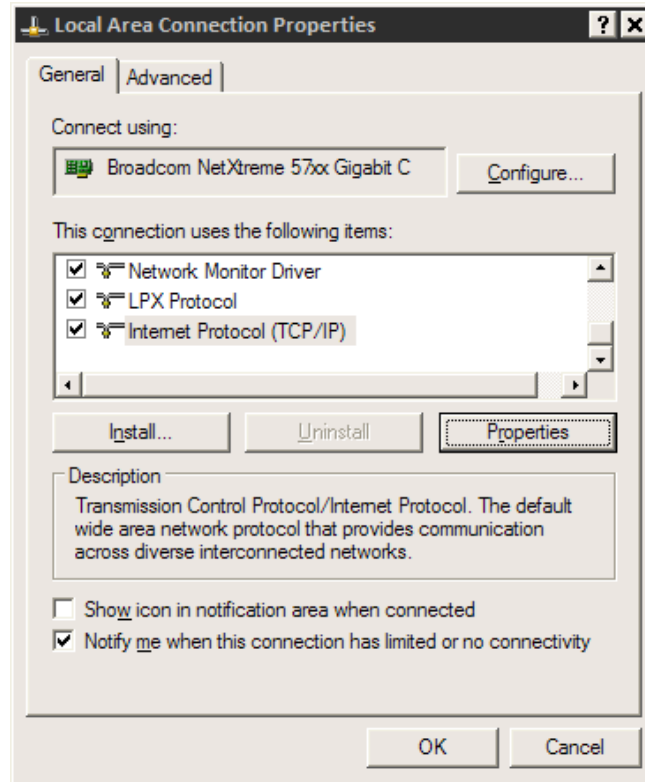 Local Area Connection Properties
General
Advanced
Connect using:
Broadcom NetXtreme 57xx Gigabit C
Configure...
This connection uses the following items:
Network Monitor Driver
LPX Protocol
Internet Protocol (TCP/IP)
Install...
Uninstall
Properties
Description
Transmission Control Protocol/Internet Protocol. The default
wide area network protocol that provides communication
across diverse interconnected networks.
Show icon in notification area when connected
Notify me when this connection has limited or no connectivity
OK
Cancel